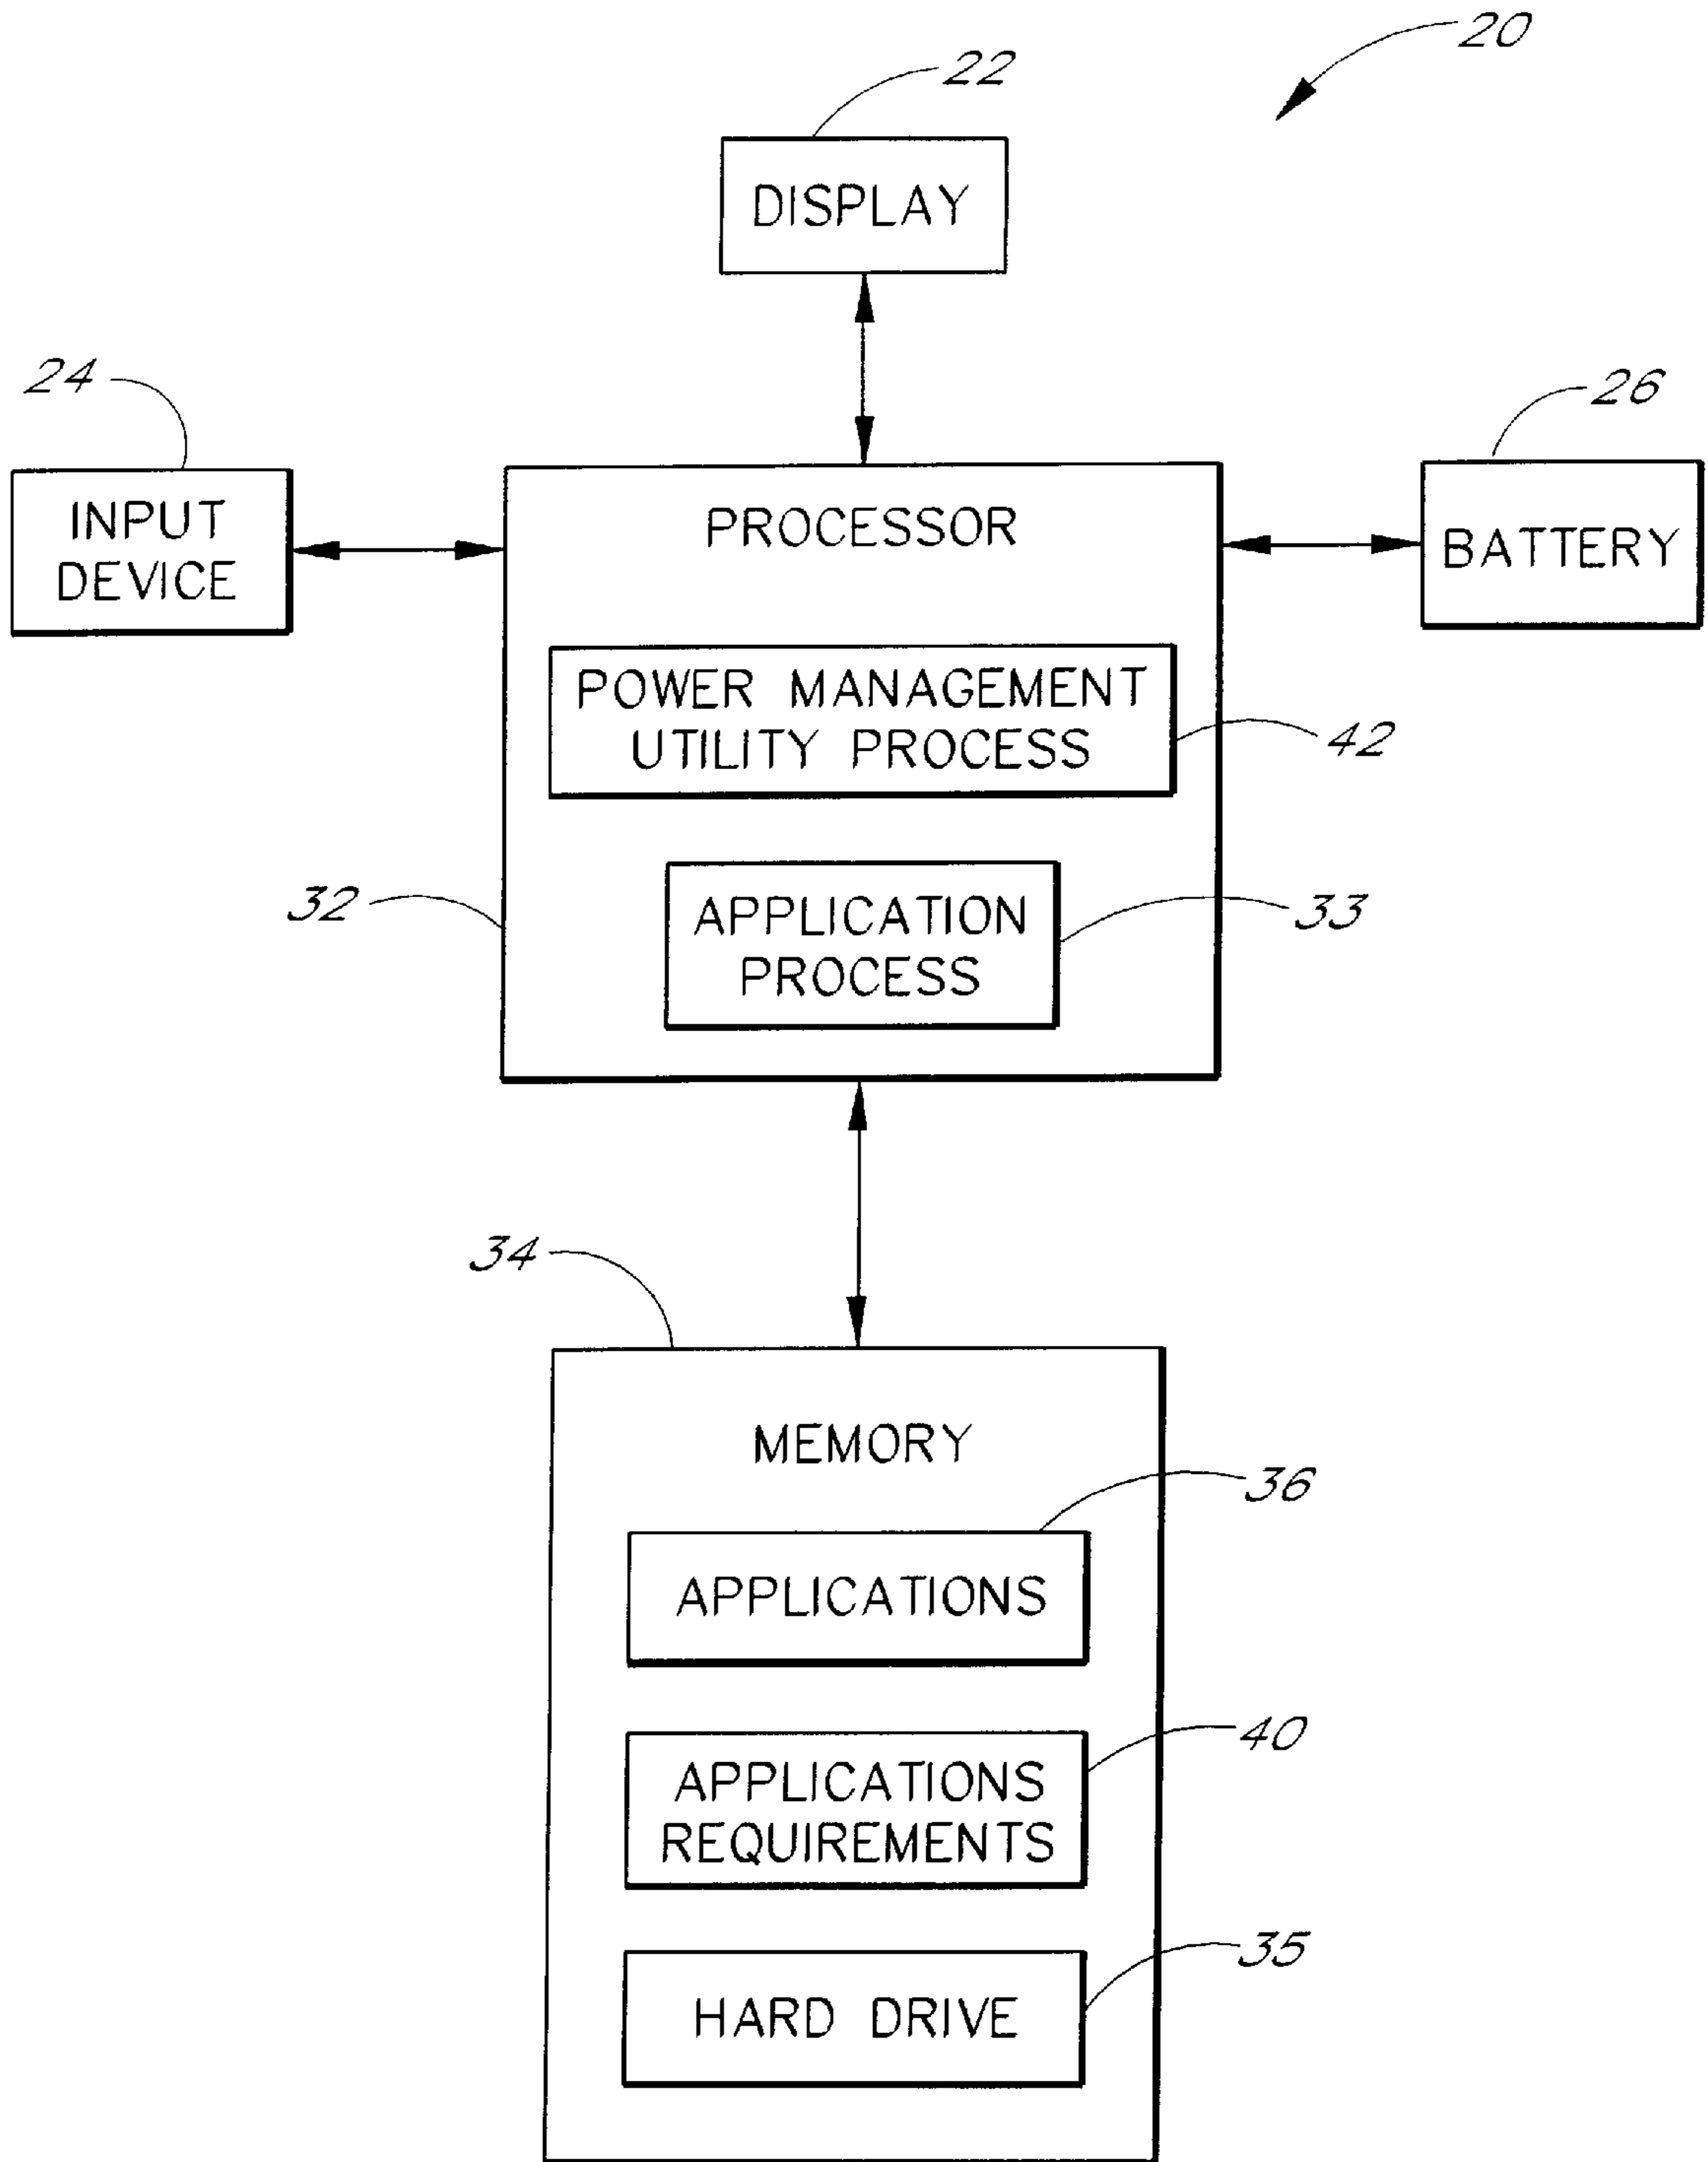 20
22
DISPLAY
24
26
INPUT
DEVICE
PROCESSOR
BATTERY
POWER MANAGEMENT
UTILITY PROCESS
42
32
APPLICATION
PROCESS
33
34
MEMORY
36
APPLICATIONS
40
APPLICATIONS
REQUIREMENTS
35
HARD DRIVE